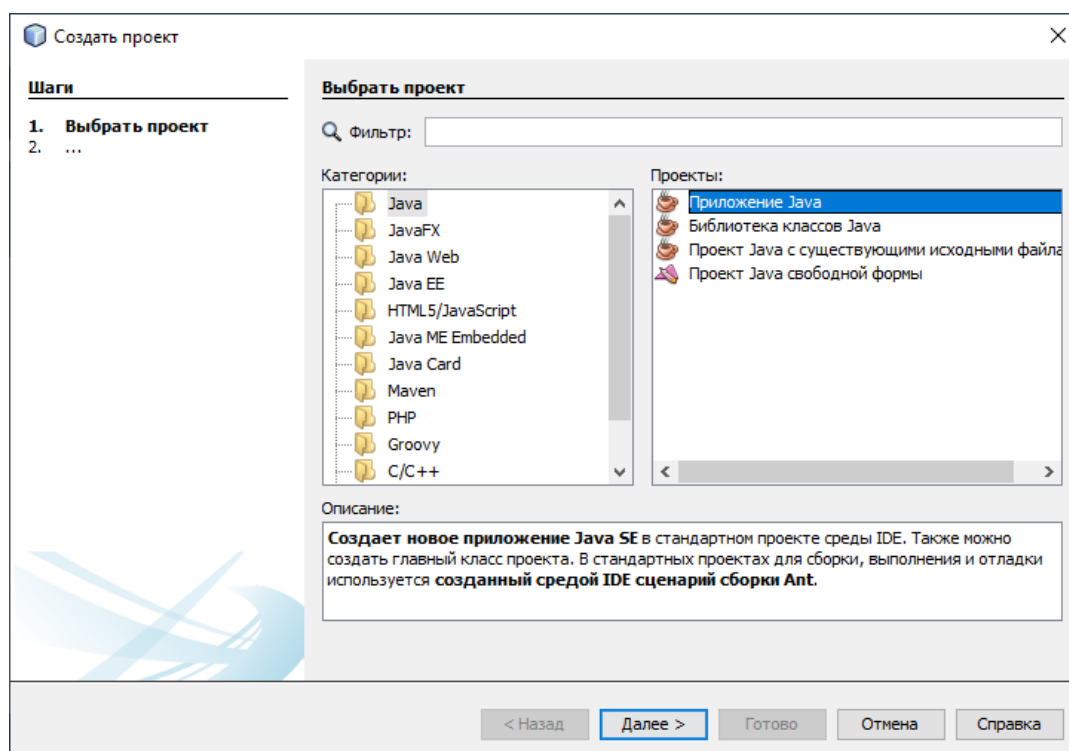 Создать проект
Шаги
1. Выбрать проект
2. ...
Выбрать проект
Фильтр:
Категории:
Java
JavaFX
Java Web
Java EE
HTML5/JavaScript
Java ME Embedded
Java Card
Maven
PHP
Groovy
C/C++
Проекты:
Приложение Java
Библиотека классов Java
Проект Java с существующими исходными файла
Проект Java свободной формы
Описание:
Создает новое приложение Java SE в стандартном проекте среды IDE. Также можно
создать главный класс проекта. В стандартных проектах для сборки, выполнения и отладки
используется созданный средой IDE сценарий сборки Ant.
< Назад
Далее >
Готово
Отмена
Справка